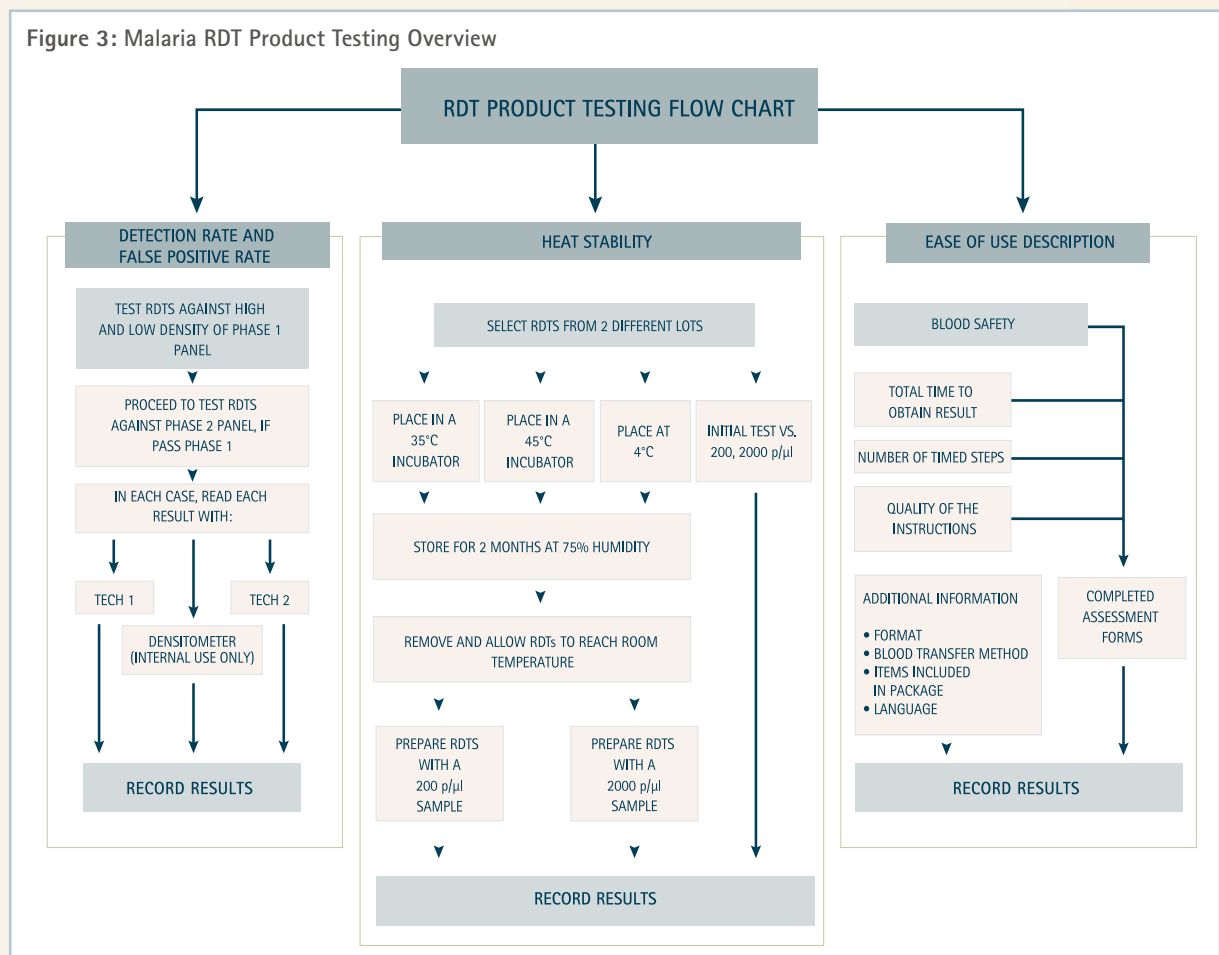 Figure 3: Malaria RDT Product Testing Overview
RDT PRODUCT TESTING FLOW CHART
DETECTION RATE AND
FALSE POSITIVE RATE
TEST RDTS AGAINST HIGH
AND LOW DENSITY OF PHASE 1
PANEL
PROCEED TO TEST RDTS
AGAINST PHASE 2 PANEL, IF
PASS PHASE 1
IN EACH CASE, READ EACH
RESULT WITH:
TECH 1
TECH 2
DENSITOMETER
(INTERNAL USE ONLY)
RECORD RESULTS
HEAT STABILITY
SELECT RDTS FROM 2 DIFFERENT LOTS
PLACE IN A
35°C
INCUBATOR
PLACE IN A
45°C
INCUBATOR
PLACE AT
4°C
INITIAL TEST VS.
200, 2000 p/µl
STORE FOR 2 MONTHS AT 75% HUMIDITY
REMOVE AND ALLOW RDTs TO REACH ROOM
TEMPERATURE
PREPARE RDTS
WITH A
200 p/µl
SAMPLE
PREPARE RDTS
WITH A
2000 p/µl
SAMPLE
RECORD RESULTS
EASE OF USE DESCRIPTION
BLOOD SAFETY
TOTAL TIME TO
OBTAIN RESULT
NUMBER OF TIMED STEPS
QUALITY OF THE
INSTRUCTIONS
ADDITIONAL INFORMATION
• FORMAT
• BLOOD TRANSFER METHOD
• ITEMS INCLUDED
IN PACKAGE
• LANGUAGE
COMPLETED
ASSESSMENT
FORMS
RECORD RESULTS